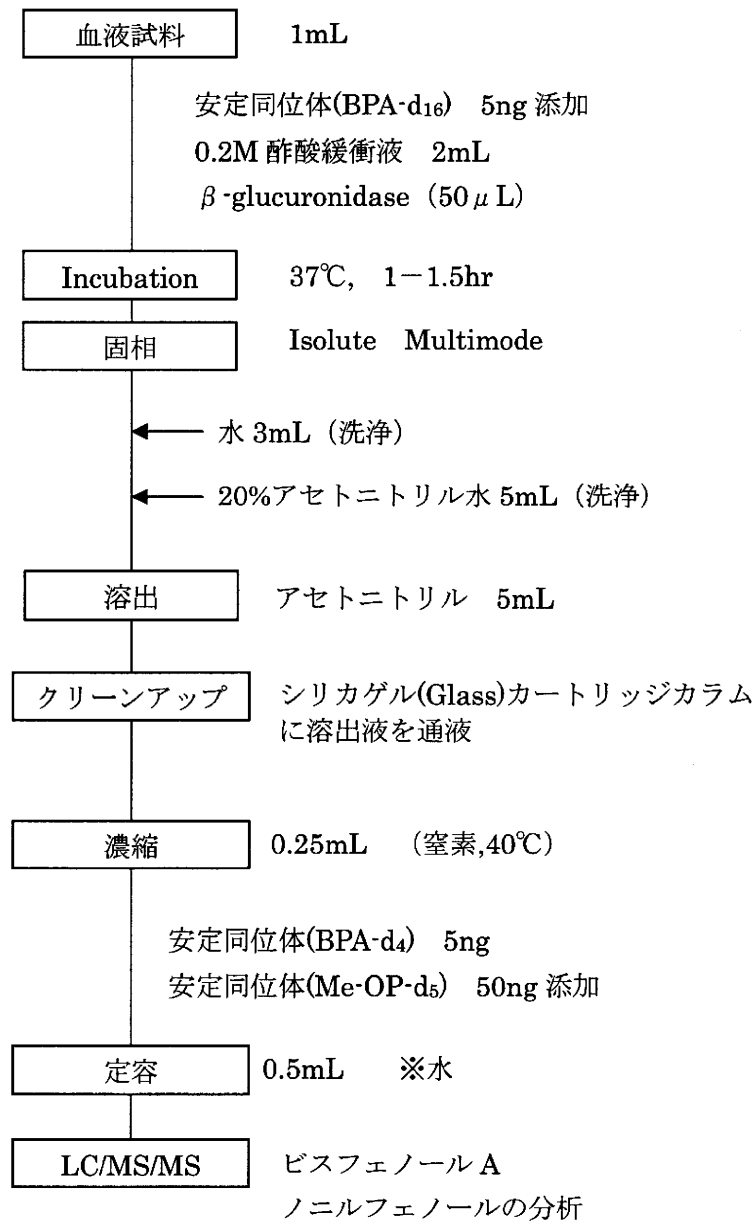 血液試料 1mL
安定同位体(BPA-d16) 5ng 添加
0.2M 酢酸緩衝液 2mL
β-glucuronidase（50μL）
Incubation 37℃, 1－1.5hr
固相 Isolute Multimode
水 3mL（洗浄）
20%アセトニトリル水 5mL（洗浄）
溶出 アセトニトリル 5mL
クリーンアップ シリカゲル(Glass)カートリッジカラム
に溶出液を通液
濃縮 0.25mL （窒素,40℃）
安定同位体(BPA-d4) 5ng
安定同位体(Me-OP-d5) 50ng 添加
定容 0.5mL ※水
LC/MS/MS ビスフェノール A
ノニルフェノールの分析